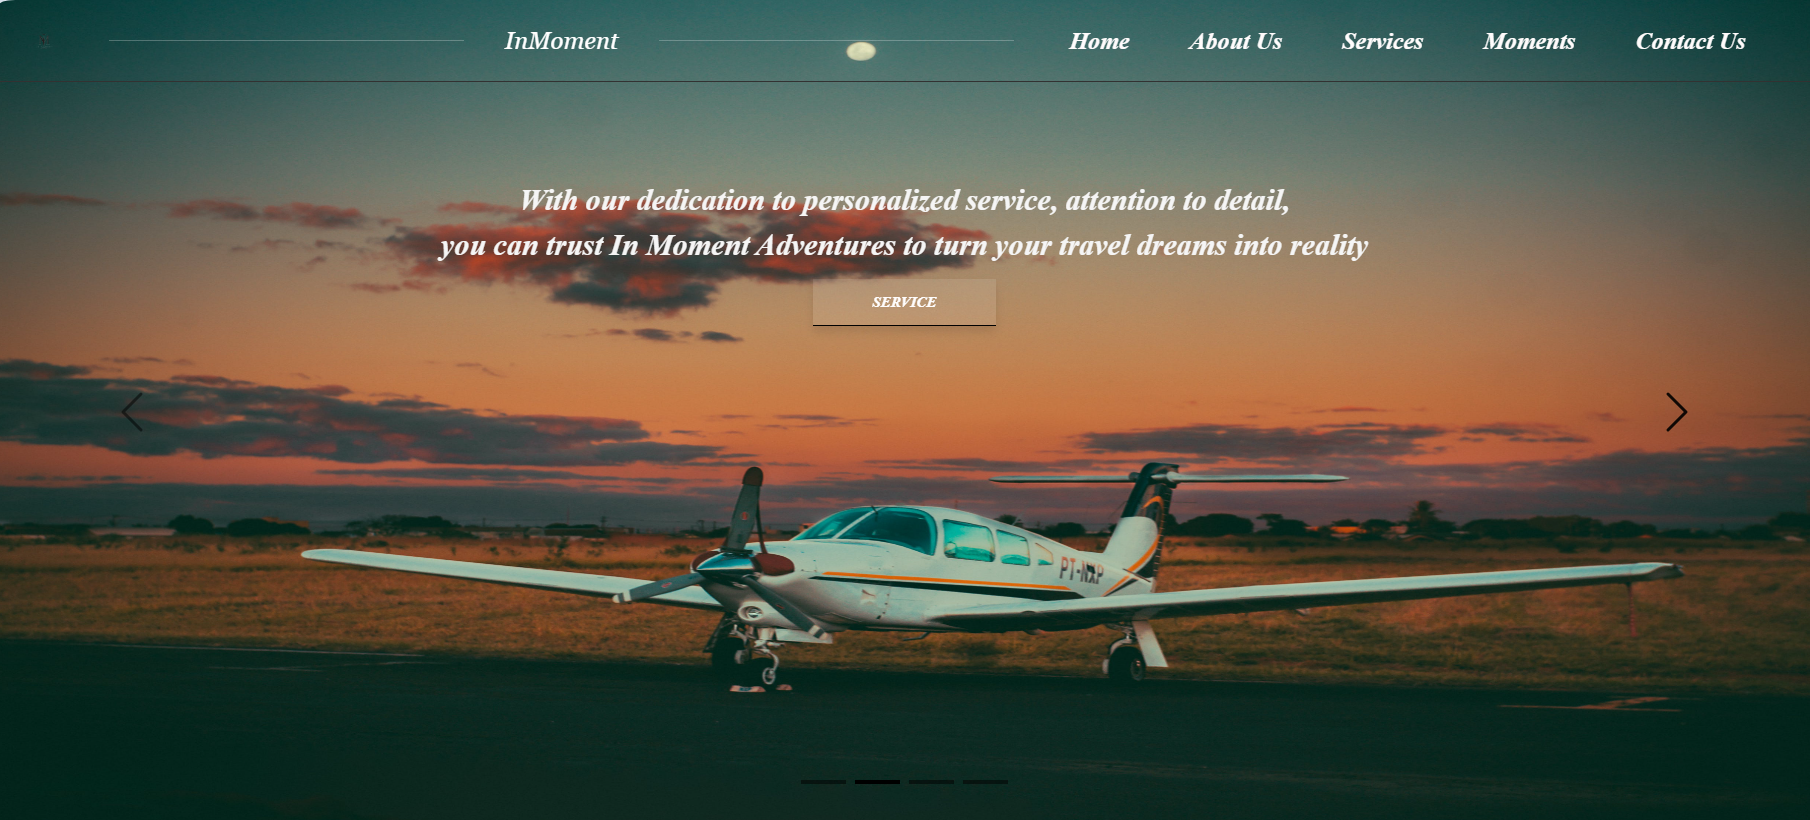 InMoment
Home
About Us
Services
Moments
Contact Us
With our dedication to personalized service, attention to detail,
you can trust In Moment Adventures to turn your travel dreams into reality
SERVICE
PT-NXP